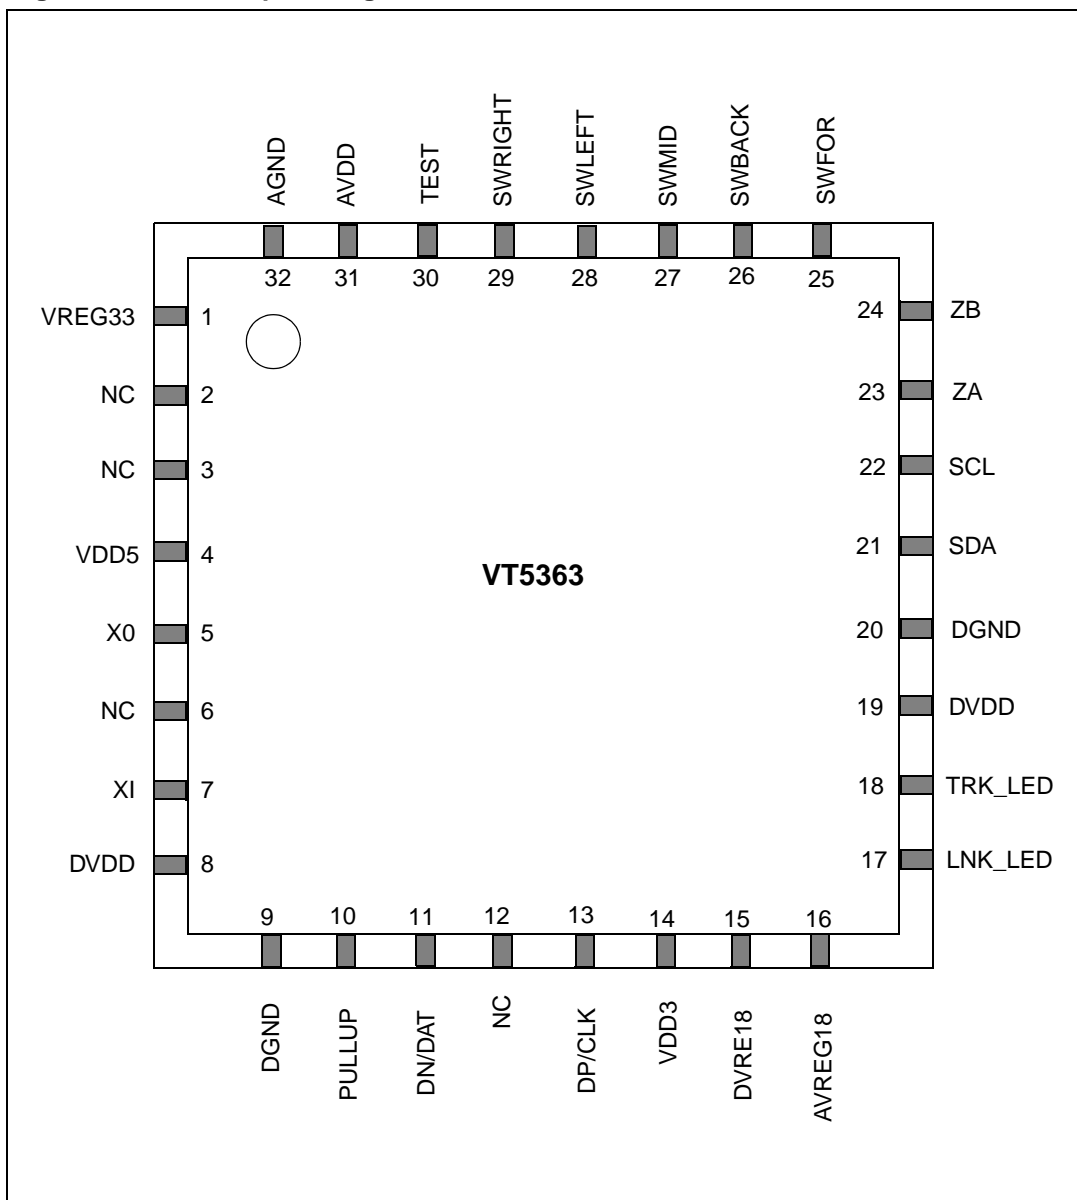 AGND
AVDD
TEST
SWRIGHT
SWLEFT
SWMID
SWBACK
SWFOR
32
31
30
29
28
27
26
25
VREG33 1
24 ZB
NC 2
23 ZA
NC 3
22 SCL
VDD5 4
21 SDA
VT5363
X0 5
20 DGND
NC 6
19 DVDD
XI 7
18 TRK_LED
DVDD 8
17 LNK_LED
9
10
11
12
13
14
15
16
DGND
PULLUP
DN/DAT
NC
DP/CLK
VDD3
DVRE18
AVREG18